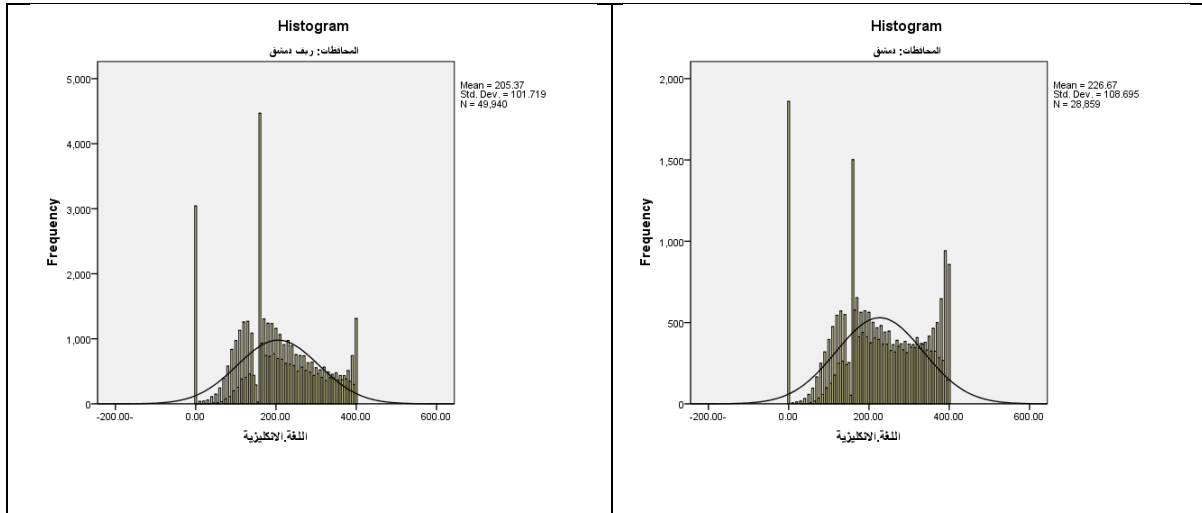 Histogram
المحافظات: ريف دمشق
Mean = 205.37
Std. Dev. = 101.719
N = 49,940
5,000
4,000
3,000
2,000
1,000
0
Frequency
-200.00
0.00
200.00
400.00
600.00
اللغة.الانكليزية
Histogram
المحافظات: دمشق
Mean = 226.67
Std. Dev. = 108.695
N = 28,859
2,000
1,500
1,000
500
0
Frequency
-200.00
0.00
200.00
400.00
600.00
اللغة.الانكليزية